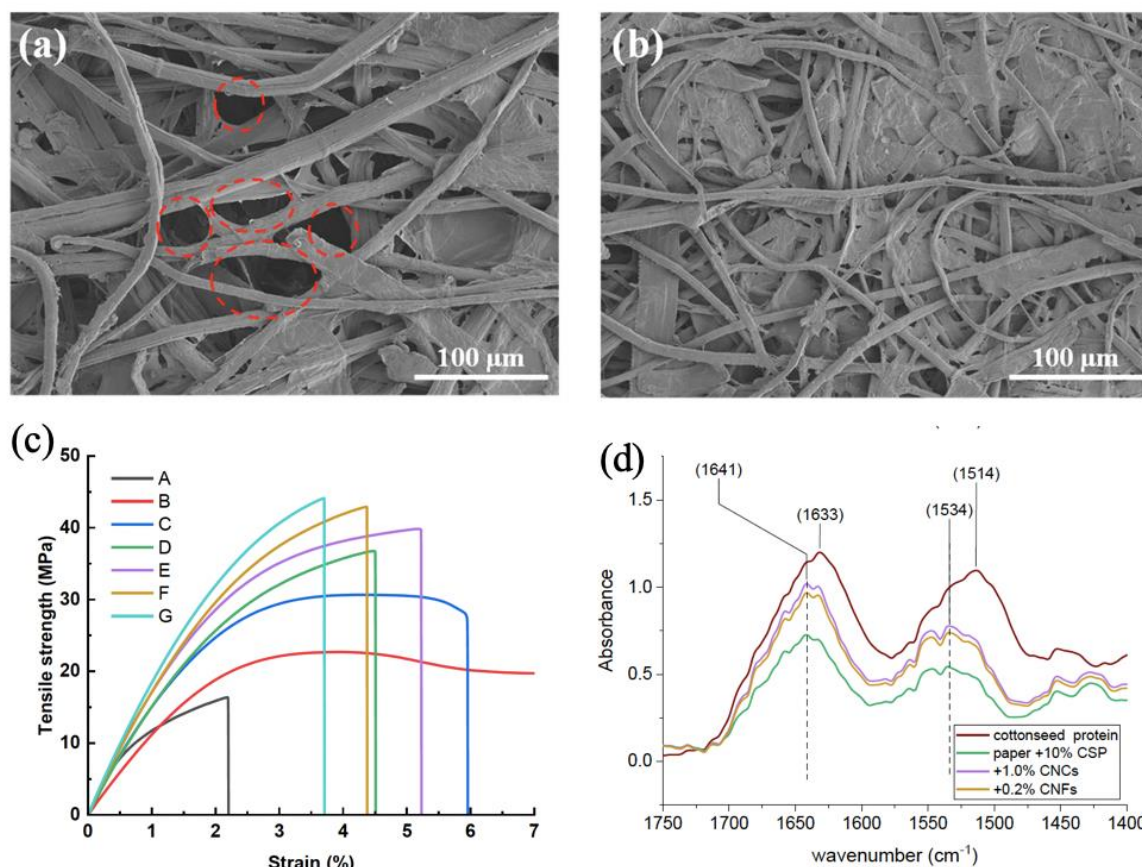 (a)
100 μm
(b)
100 μm
(c)
50
40
30
20
10
0
Tensile strength (MPa)
A
B
C
D
E
F
G
0 1 2 3 4 5 6 7
Strain (%)
(d)
(1641)
(1633)
(1534)
(1514)
1.5
1.0
0.5
0.0
Absorbance
cottonseed protein
paper +10% CSP
+1.0% CNCs
+0.2% CNFs
1750 1650 1600 1550 1500 1450 1400
wavenumber (cm⁻¹)